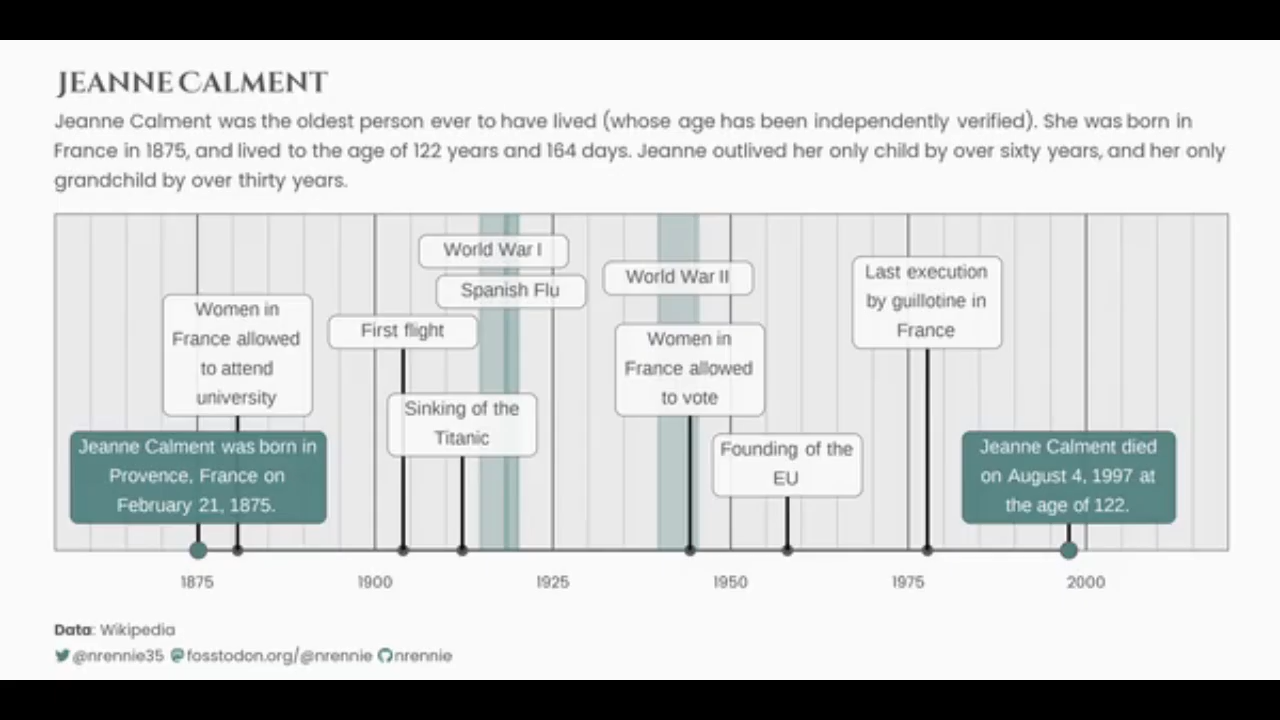 JEANNE CALMENT
Jeanne Calment was the oldest person ever to have lived (whose age has been independently verified). She was born in
France in 1875, and lived to the age of 122 years and 164 days. Jeanne outlived her only child by over sixty years, and her only
grandchild by over thirty years.
World War I
Spanish Flu
World War II
Last execution
by guillotine in
France
Women in
France allowed
to attend
university
First flight
Women in
France allowed
to vote
Sinking of the
Titanic
Founding of the
EU
Jeanne Calment was born in
Provence, France on
February 21, 1875.
Jeanne Calment died
on August 4, 1997 at
the age of 122.
1875 1900 1925 1950 1975 2000
Data: Wikipedia
@nrennie35 fosstodon.org/@nrennie nrennie